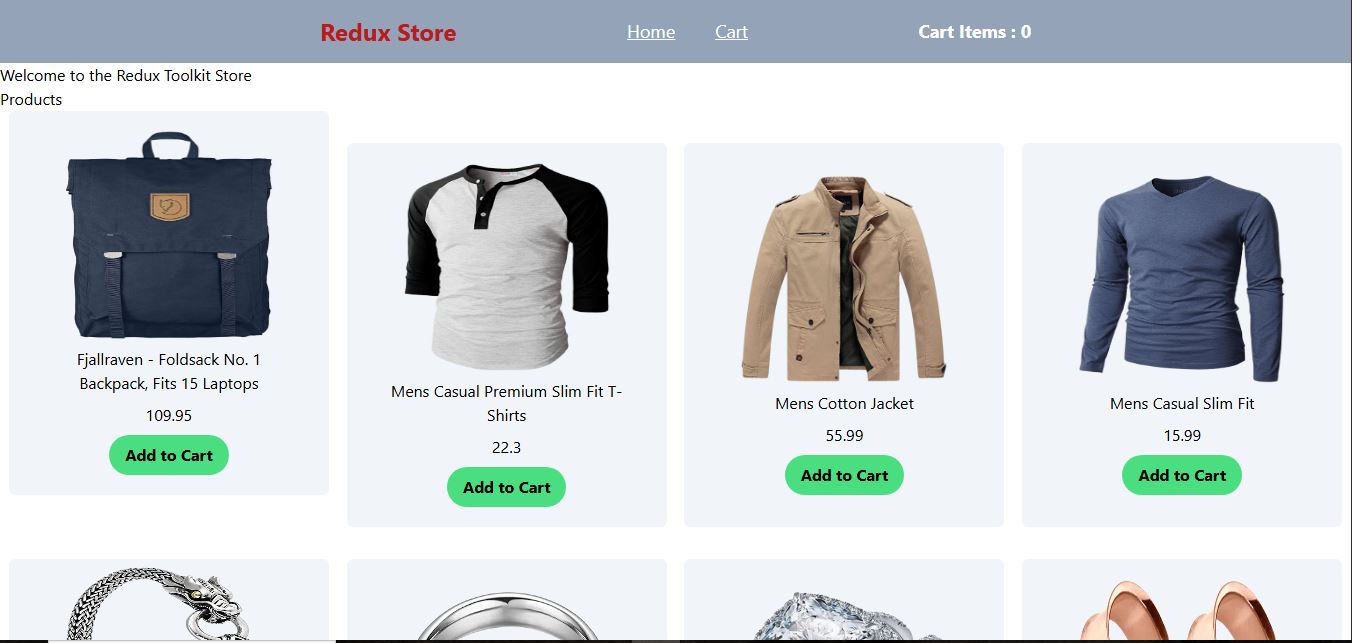 Redux Store
Home
Cart
Cart Items : 0
Welcome to the Redux Toolkit Store
Products
Fjallraven - Foldsack No. 1
Backpack, Fits 15 Laptops
109.95
Add to Cart
Mens Casual Premium Slim Fit T-
Shirts
22.3
Add to Cart
Mens Cotton Jacket
55.99
Add to Cart
Mens Casual Slim Fit
15.99
Add to Cart